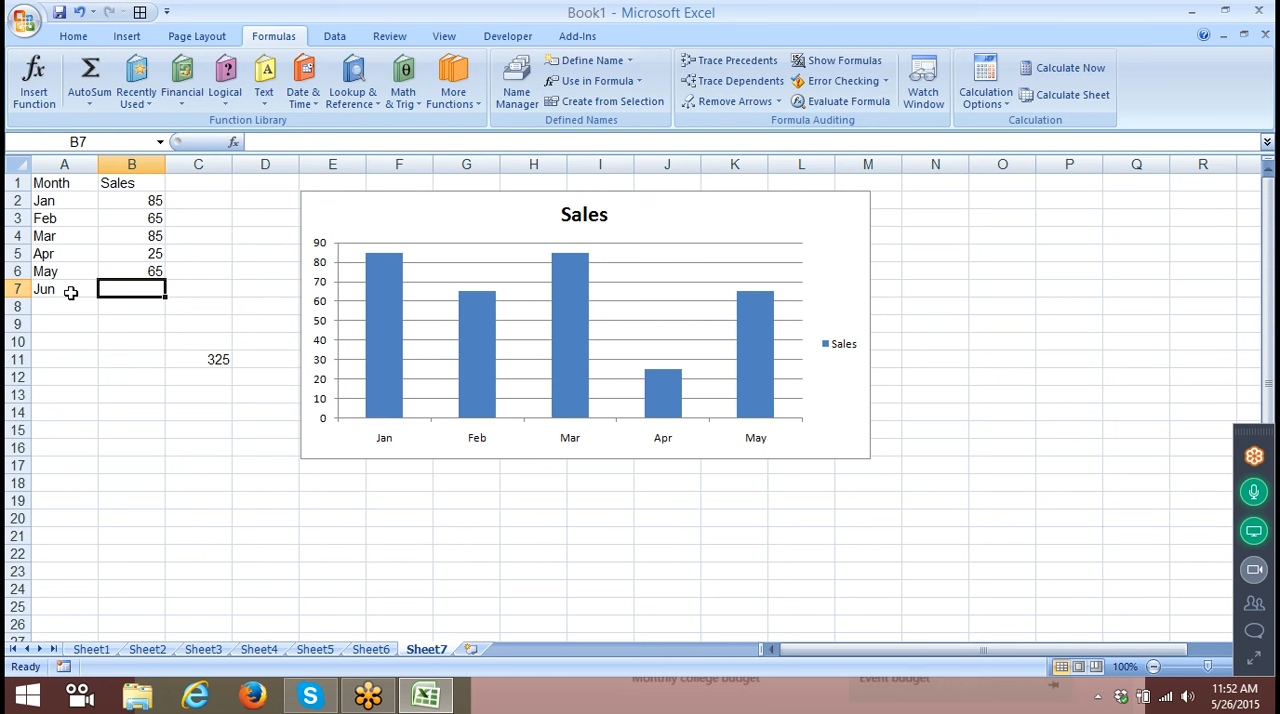 Book1 - Microsoft Excel
Home Insert Page Layout Formulas Data Review View Developer Add-Ins
Insert Function
AutoSum
Recently Used
Financial
Logical
Text
Date & Time
Lookup & Reference
Math & Trig
More Functions
Function Library
Name Manager
Define Name
Use in Formula
Create from Selection
Defined Names
Trace Precedents
Trace Dependents
Remove Arrows
Show Formulas
Error Checking
Evaluate Formula
Formula Auditing
Watch Window
Calculation Options
Calculate Now
Calculate Sheet
Calculation
B7 fx
A B C D E F G H I J K L M N O P Q R
1 Month Sales
2 Jan 85
3 Feb 65
4 Mar 85
5 Apr 25
6 May 65
7 Jun
8
9
10
11 325
12
13
14
15
16
17
18
19
20
21
22
23
24
25
26
27
Sales
90
80
70
60
50
40
30
20
10
0
Jan Feb Mar Apr May
Sales
Sheet1 Sheet2 Sheet3 Sheet4 Sheet5 Sheet6 Sheet7
Ready 100%
Monthly college budget Event budget
11:52 AM
5/26/2015